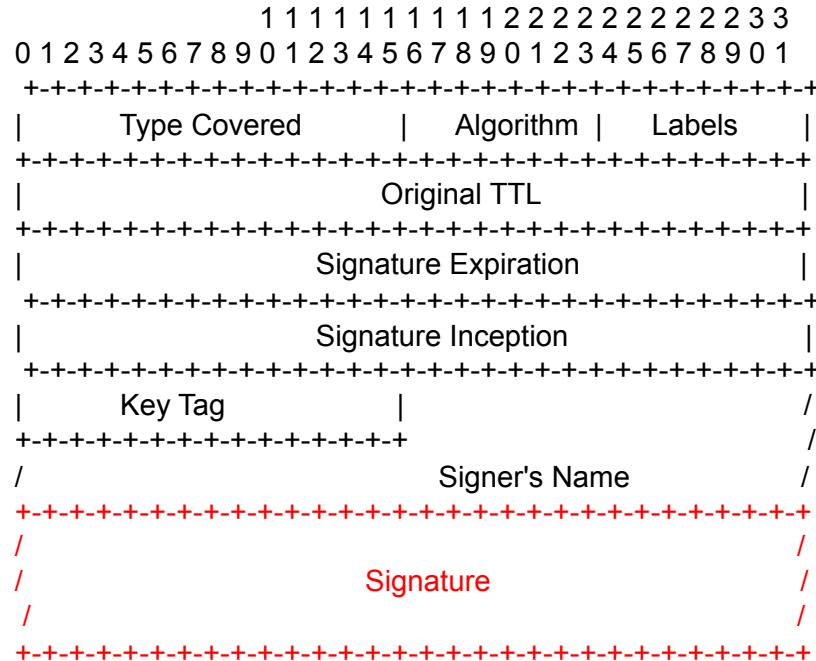 1 1 1 1 1 1 1 1 1 1 2 2 2 2 2 2 2 2 2 2 3 3
0 1 2 3 4 5 6 7 8 9 0 1 2 3 4 5 6 7 8 9 0 1 2 3 4 5 6 7 8 9 0 1
+-+-+-+-+-+-+-+-+-+-+-+-+-+-+-+-+-+-+-+-+-+-+-+-+-+-+-+-+-+-+
| Type Covered | Algorithm | Labels |
+-+-+-+-+-+-+-+-+-+-+-+-+-+-+-+-+-+-+-+-+-+-+-+-+-+-+-+-+-+-+
| Original TTL |
+-+-+-+-+-+-+-+-+-+-+-+-+-+-+-+-+-+-+-+-+-+-+-+-+-+-+-+-+-+-+
| Signature Expiration |
+-+-+-+-+-+-+-+-+-+-+-+-+-+-+-+-+-+-+-+-+-+-+-+-+-+-+-+-+-+-+
| Signature Inception |
+-+-+-+-+-+-+-+-+-+-+-+-+-+-+-+-+-+-+-+-+-+-+-+-+-+-+-+-+-+-+
| Key Tag | /
+-+-+-+-+-+-+-+-+-+-+-+-+-+-+-+ /
/ Signer's Name /
+-+-+-+-+-+-+-+-+-+-+-+-+-+-+-+-+-+-+-+-+-+-+-+-+-+-+-+-+-+-+
/ /
/ Signature /
/ /
+-+-+-+-+-+-+-+-+-+-+-+-+-+-+-+-+-+-+-+-+-+-+-+-+-+-+-+-+-+-+